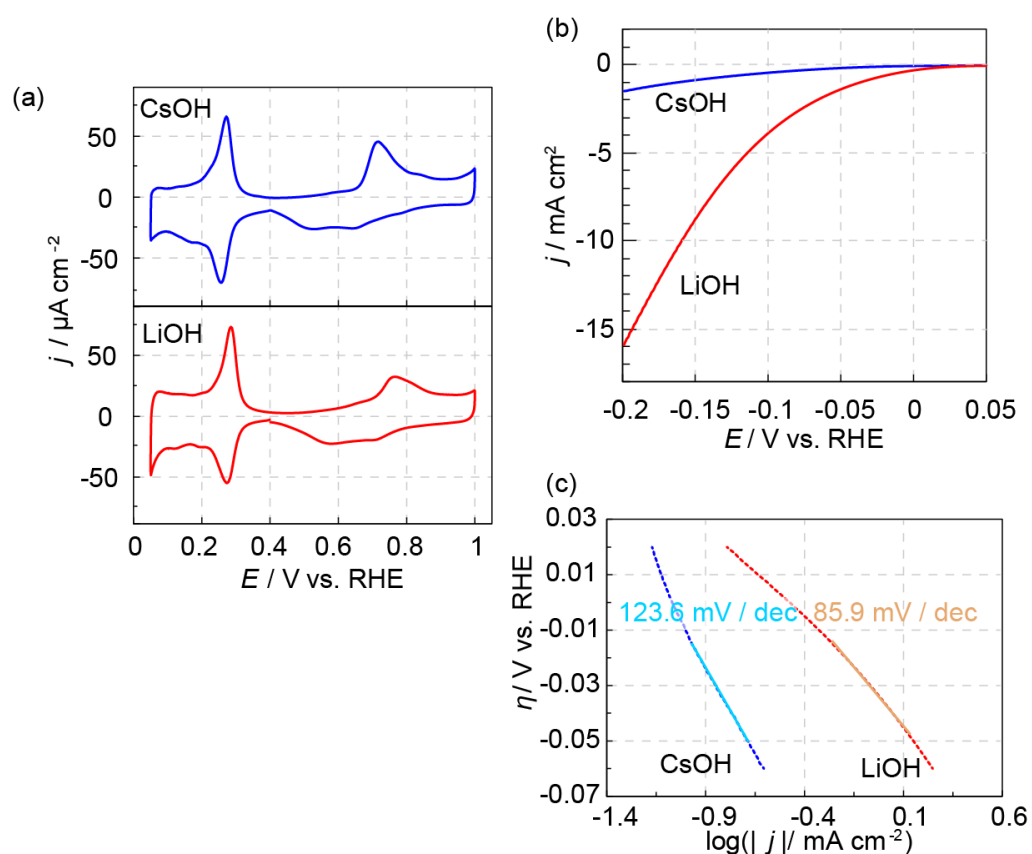 (a)
CsOH
50
0
-50
LiOH
50
0
-50
j / µA cm⁻²
0 0.2 0.4 0.6 0.8 1
E / V vs. RHE
(b)
0
-5
-10
-15
j / mA cm²
CsOH
LiOH
-0.2 -0.15 -0.1 -0.05 0 0.05
E / V vs. RHE
(c)
0.03
0.01
-0.01
-0.03
-0.05
-0.07
η/ V vs. RHE
123.6 mV / dec 85.9 mV / dec
CsOH LiOH
-1.4 -0.9 -0.4 0.1 0.6
log(| j |/ mA cm⁻²)